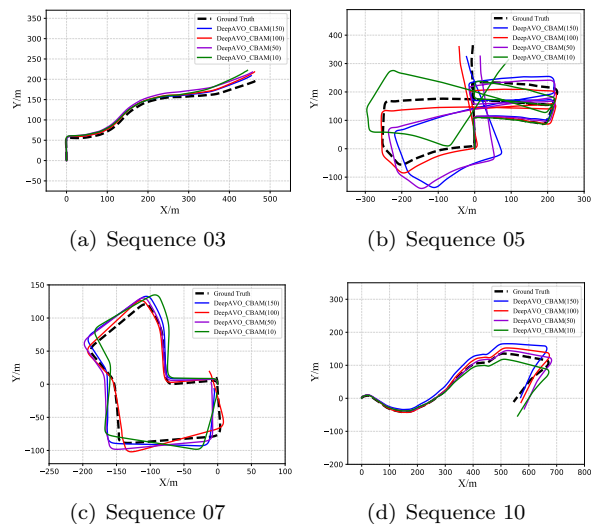 350
300
250
200
150
100
50
0
−50
Y/m
0
100
200
300
400
500
X/m
Ground Truth
DeepAVO_CBAM(150)
DeepAVO_CBAM(100)
DeepAVO_CBAM(50)
DeepAVO_CBAM(10)
(a) Sequence 03
400
300
200
100
0
−100
Y/m
−300
−200
−100
0
100
200
300
X/m
Ground Truth
DeepAVO_CBAM(150)
DeepAVO_CBAM(100)
DeepAVO_CBAM(50)
DeepAVO_CBAM(10)
(b) Sequence 05
150
100
50
0
−50
−100
Y/m
−250
−200
−150
−100
−50
0
50
100
X/m
Ground Truth
DeepAVO_CBAM(150)
DeepAVO_CBAM(100)
DeepAVO_CBAM(50)
DeepAVO_CBAM(10)
(c) Sequence 07
300
200
100
0
−100
−200
Y/m
0
100
200
300
400
500
600
700
800
X/m
Ground Truth
DeepAVO_CBAM(150)
DeepAVO_CBAM(100)
DeepAVO_CBAM(50)
DeepAVO_CBAM(10)
(d) Sequence 10